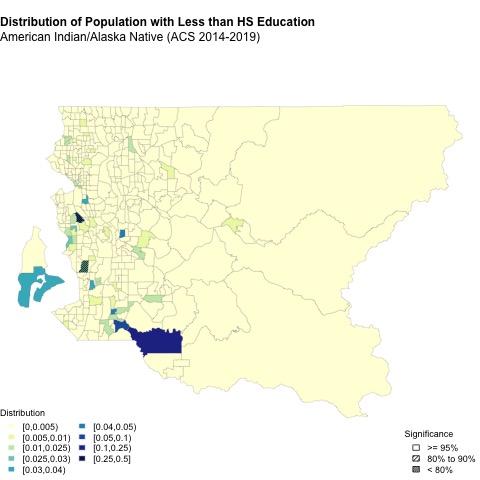 Distribution of Population with Less than HS Education
American Indian/Alaska Native (ACS 2014-2019)
Distribution
[0,0.005)
[0.005,0.01)
[0.01,0.025)
[0.025,0.03)
[0.03,0.04)
[0.04,0.05)
[0.05,0.1)
[0.1,0.25)
[0.25,0.5]
Significance
>= 95%
80% to 90%
< 80%